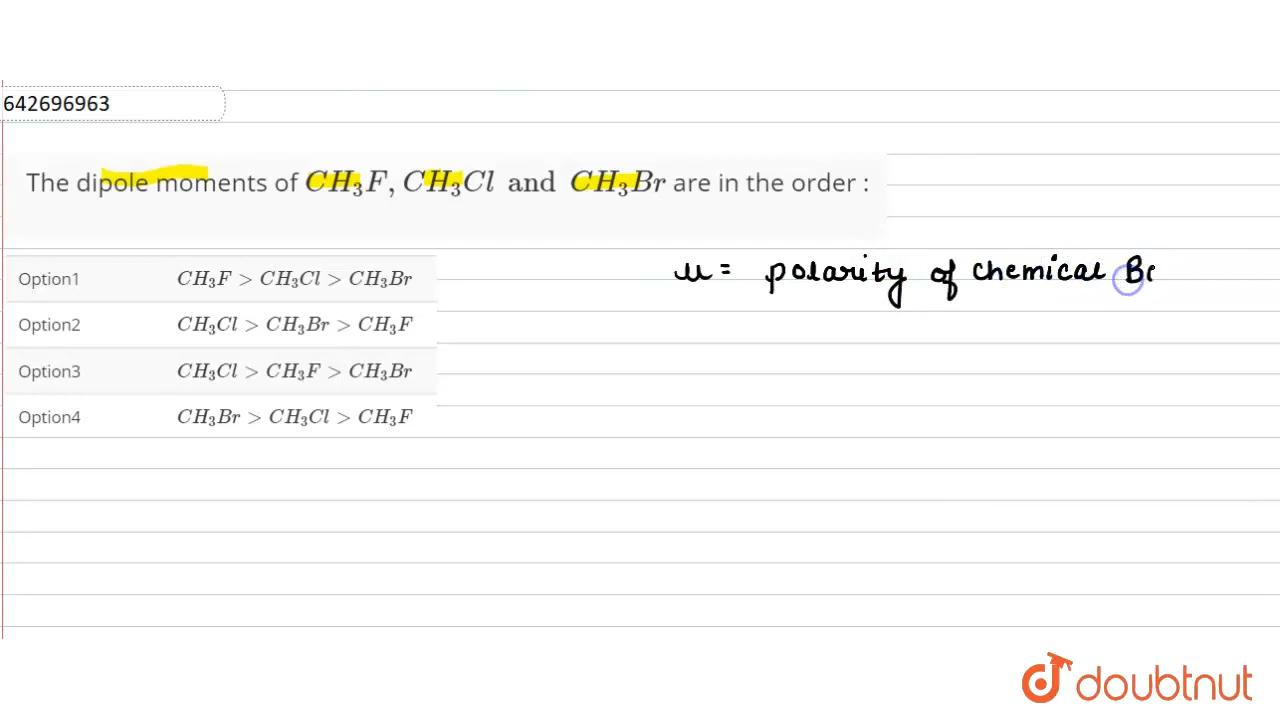 642696963
The dipole moments of CH₃F, CH₃Cl and CH₃Br are in the order :
Option1 CH₃F > CH₃Cl > CH₃Br
Option2 CH₃Cl > CH₃Br > CH₃F
Option3 CH₃Cl > CH₃F > CH₃Br
Option4 CH₃Br > CH₃Cl > CH₃F
μ = polarity of chemical Bo
doubtnut